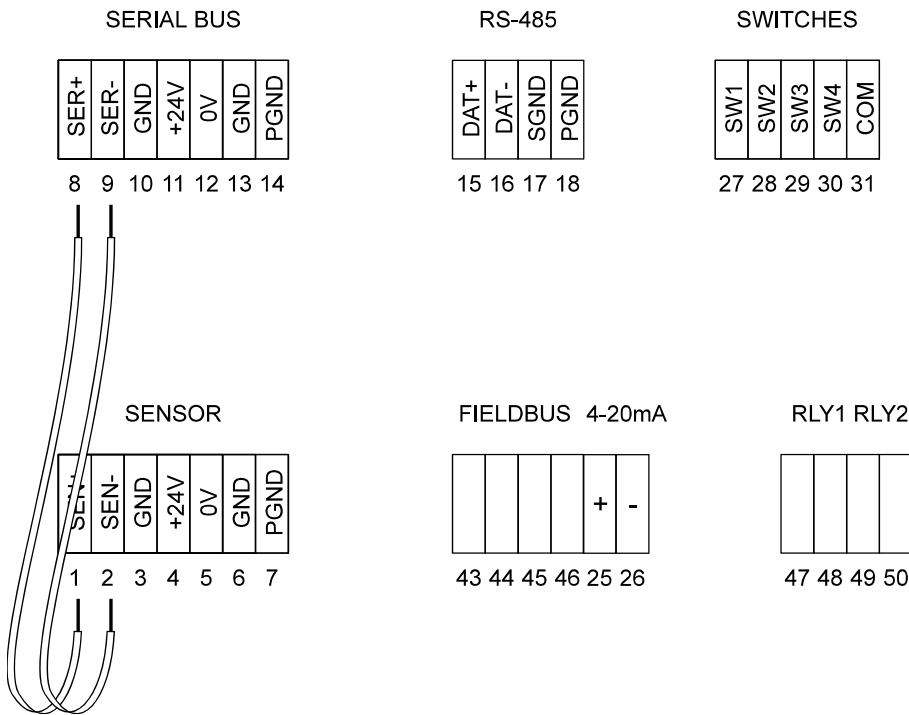 SERIAL BUS
RS-485
SWITCHES
SER+ SER- GND +24V 0V GND PGND
DAT+ DAT- SGND PGND
SW1 SW2 SW3 SW4 COM
8 9 10 11 12 13 14
15 16 17 18
27 28 29 30 31
SENSOR
FIELDBUS 4-20mA
RLY1 RLY2
SEN- GND +24V 0V GND PGND
+ -
1 2 3 4 5 6 7
43 44 45 46 25 26
47 48 49 50